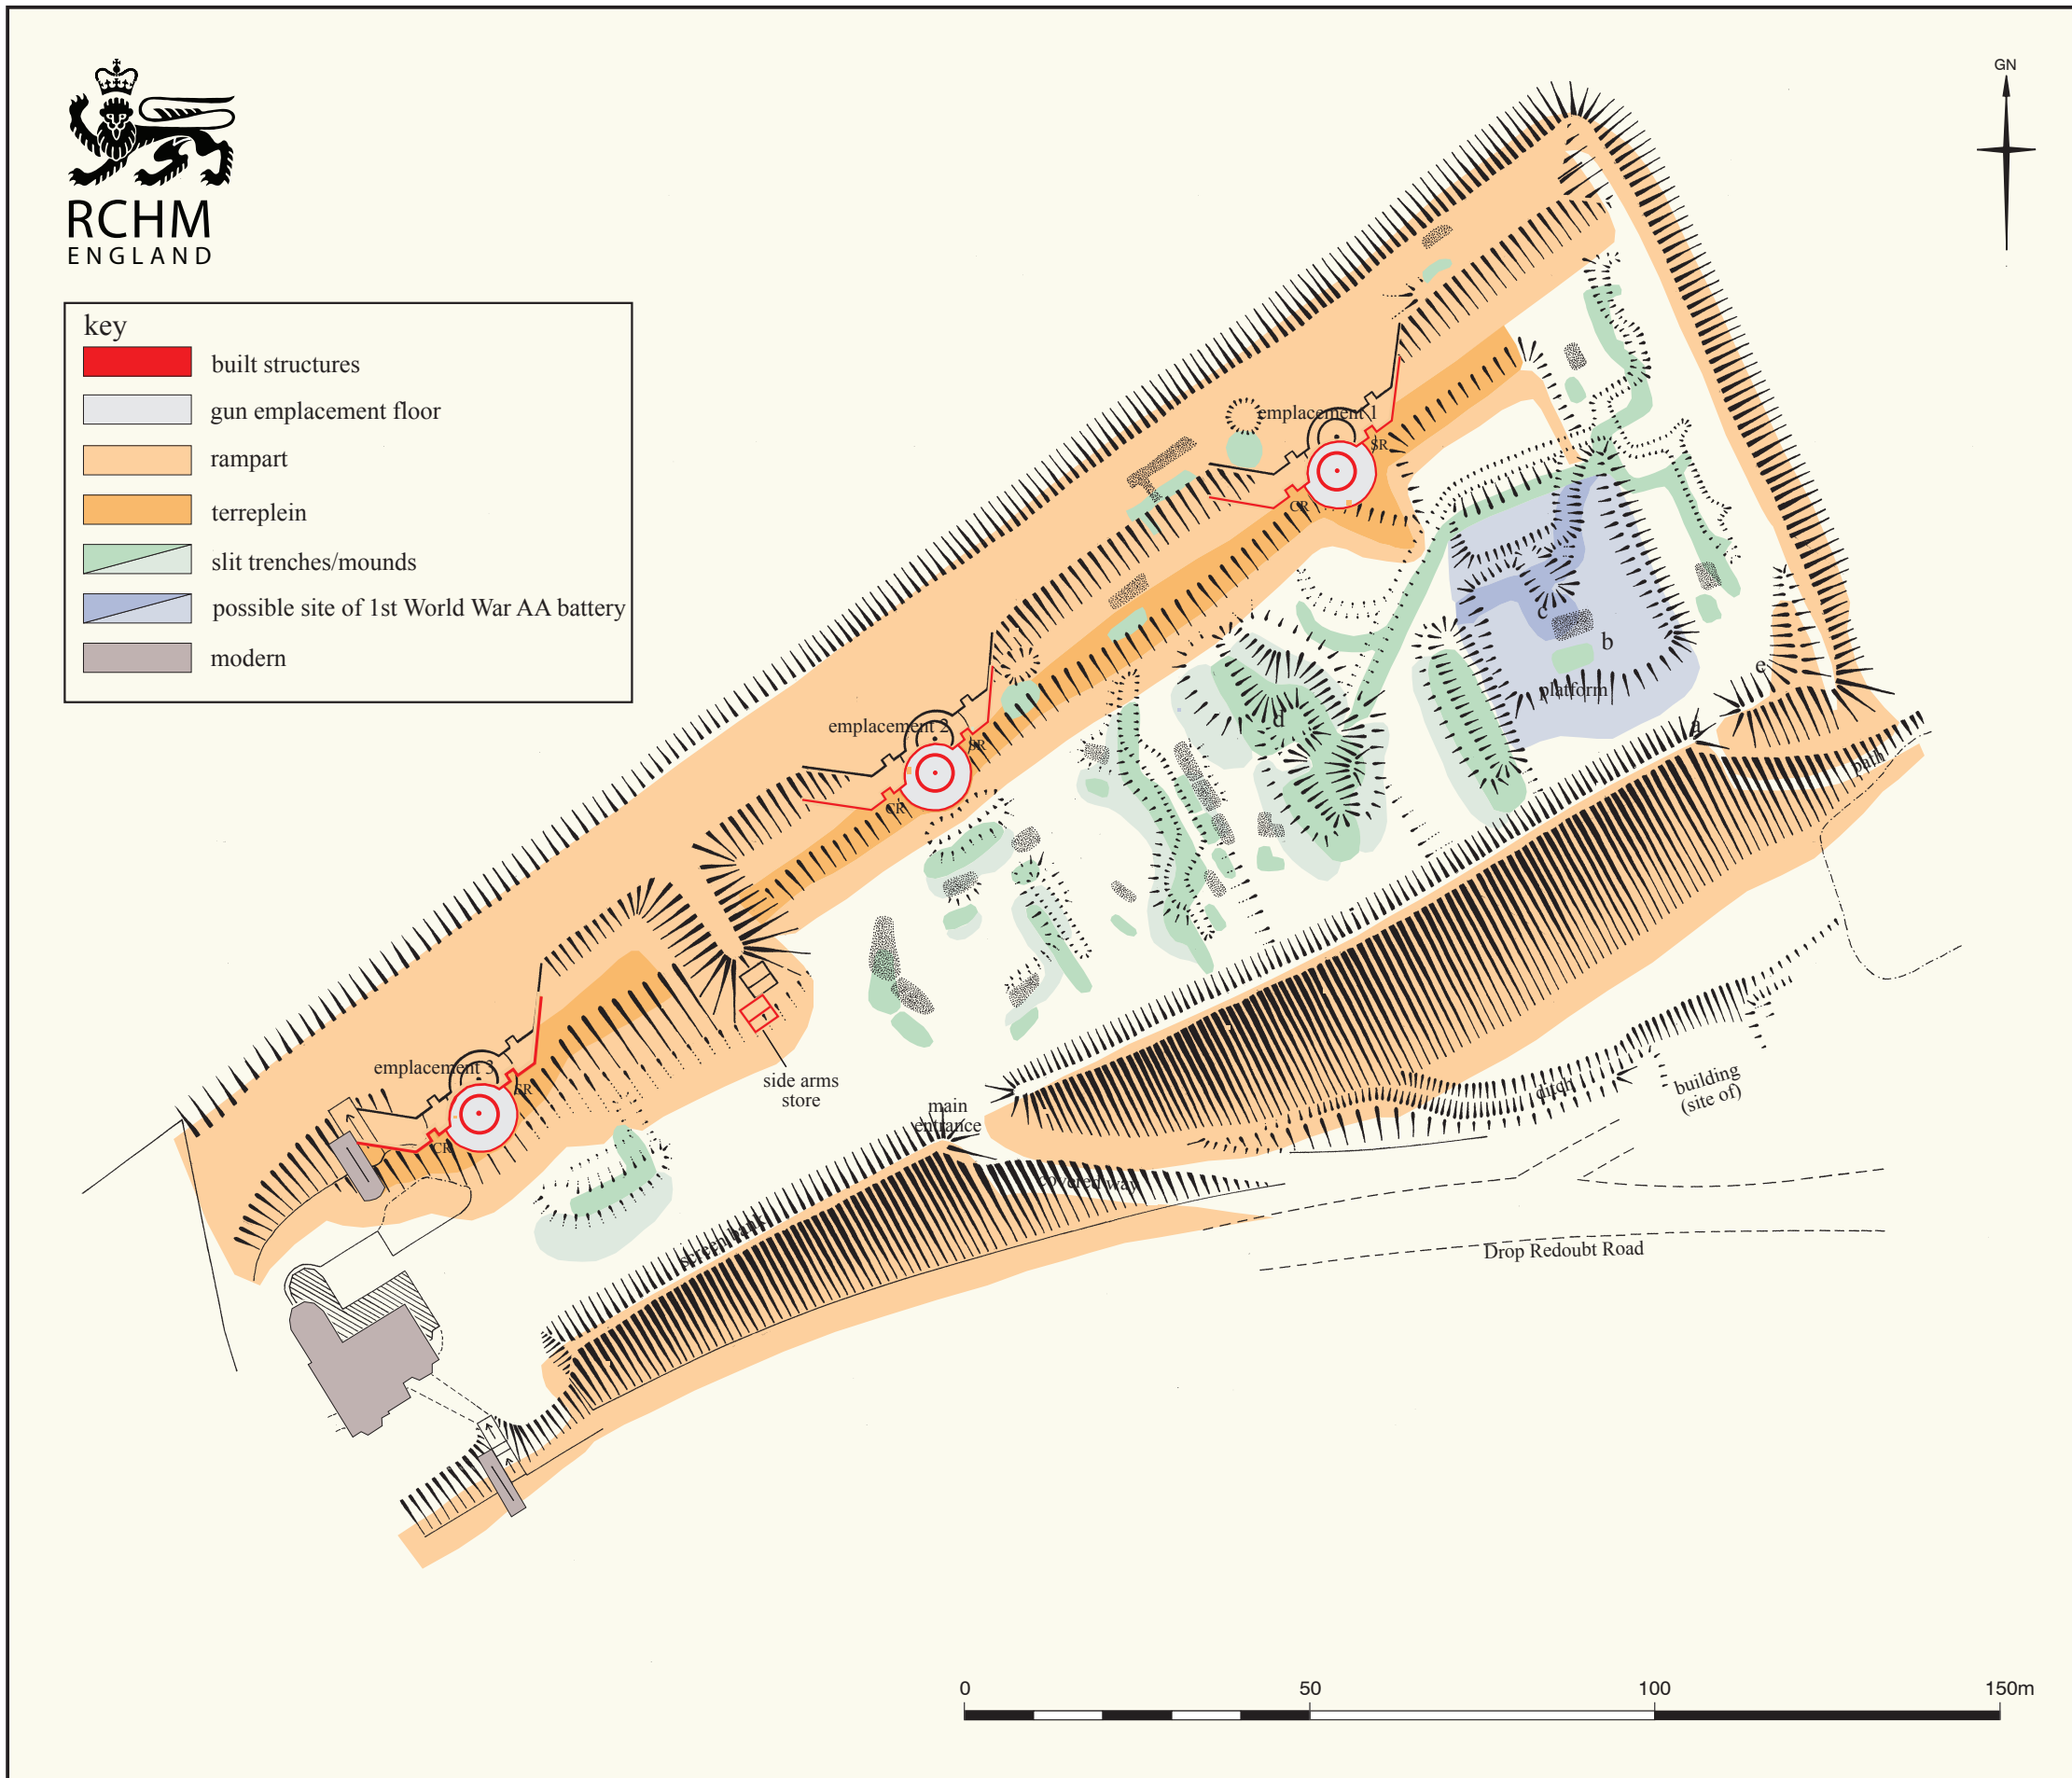 GN
RCHM
ENGLAND
key
built structures
gun emplacement floor
rampart
terreplein
slit trenches/mounds
possible site of 1st World War AA battery
modern
emplacement 1
SR
CR
c
b
platform
e
a
path
d
emplacement 2
SR
CR
emplacement 3
SR
CR
side arms
store
main
entrance
covered way
screen bank
ditch
building
(site of)
Drop Redoubt Road
0
50
100
150m